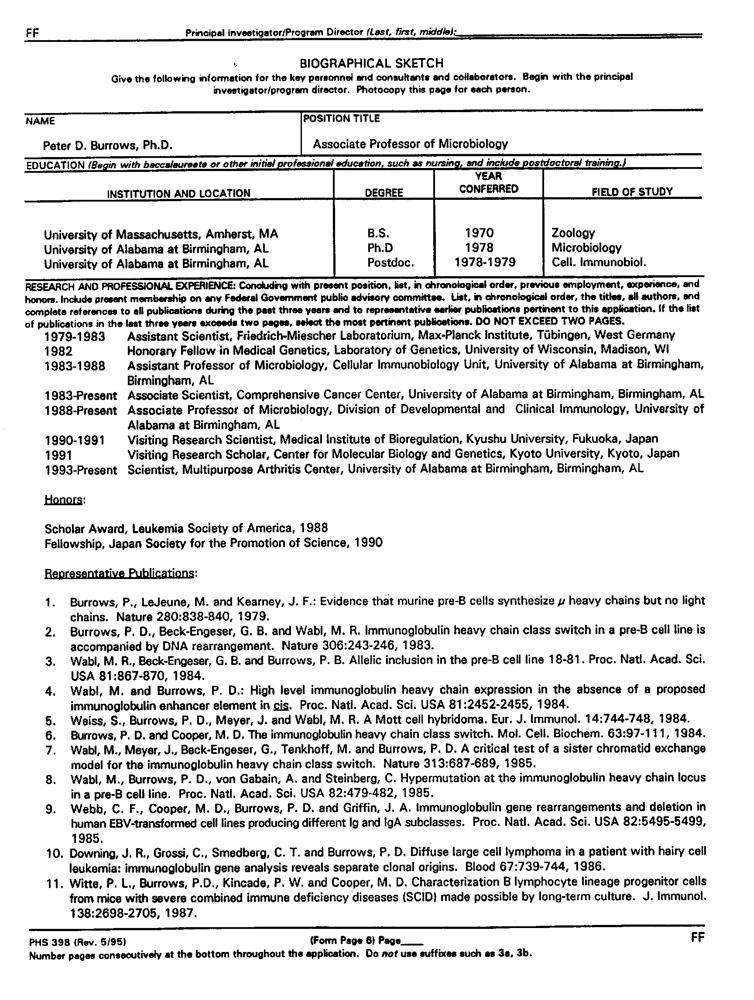 FF Principal Investigator/Program Director (Last, first, middle):
BIOGRAPHICAL SKETCH
Give the following information for the key personnel and consultants and collaborators. Begin with the principal
investigator/program director. Photocopy this page for each person.
NAME POSITION TITLE
Peter D. Burrows, Ph.D. Associate Professor of Microbiology
EDUCATION (Begin with baccalaureate or other initial professional education, such as nursing, and include postdoctoral training.)
INSTITUTION AND LOCATION DEGREE YEAR CONFERRED FIELD OF STUDY
University of Massachusetts, Amherst, MA B.S. 1970 Zoology
University of Alabama at Birmingham, AL Ph.D 1978 Microbiology
University of Alabama at Birmingham, AL Postdoc. 1978-1979 Cell. Immunobiol.
RESEARCH AND PROFESSIONAL EXPERIENCE: Concluding with present position, list, in chronological order, previous employment, experience, and
honors. Include present membership on any Federal Government public advisory committee. List, in chronological order, the titles, all authors, and
complete references to all publications during the past three years and to representative earlier publications pertinent to this application. If the list
of publications in the last three years exceeds two pages, select the most pertinent publications. DO NOT EXCEED TWO PAGES.
1979-1983 Assistant Scientist, Friedrich-Miescher Laboratorium, Max-Planck Institute, Tübingen, West Germany
1982 Honorary Fellow in Medical Genetics, Laboratory of Genetics, University of Wisconsin, Madison, WI
1983-1988 Assistant Professor of Microbiology, Cellular Immunobiology Unit, University of Alabama at Birmingham,
Birmingham, AL
1983-Present Associate Scientist, Comprehensive Cancer Center, University of Alabama at Birmingham, Birmingham, AL
1988-Present Associate Professor of Microbiology, Division of Developmental and Clinical Immunology, University of
Alabama at Birmingham, AL
1990-1991 Visiting Research Scientist, Medical Institute of Bioregulation, Kyushu University, Fukuoka, Japan
1991 Visiting Research Scholar, Center for Molecular Biology and Genetics, Kyoto University, Kyoto, Japan
1993-Present Scientist, Multipurpose Arthritis Center, University of Alabama at Birmingham, Birmingham, AL
Honors:
Scholar Award, Leukemia Society of America, 1988
Fellowship, Japan Society for the Promotion of Science, 1990
Representative Publications:
1. Burrows, P., LeJeune, M. and Kearney, J. F.: Evidence that murine pre-B cells synthesize μ heavy chains but no light
chains. Nature 280:838-840, 1979.
2. Burrows, P. D., Beck-Engeser, G. B. and Wabl, M. R. Immunoglobulin heavy chain class switch in a pre-B cell line is
accompanied by DNA rearrangement. Nature 306:243-246, 1983.
3. Wabl, M. R., Beck-Engeser, G. B. and Burrows, P. B. Allelic inclusion in the pre-B cell line 18-81. Proc. Natl. Acad. Sci.
USA 81:867-870, 1984.
4. Wabl, M. and Burrows, P. D.: High level immunoglobulin heavy chain expression in the absence of a proposed
immunoglobulin enhancer element in cis. Proc. Natl. Acad. Sci. USA 81:2452-2455, 1984.
5. Weiss, S., Burrows, P. D., Meyer, J. and Wabl, M. R. A Mott cell hybridoma. Eur. J. Immunol. 14:744-748, 1984.
6. Burrows, P. D. and Cooper, M. D. The immunoglobulin heavy chain class switch. Mol. Cell. Biochem. 63:97-111, 1984.
7. Wabl, M., Meyer, J., Beck-Engeser, G., Tenkhoff, M. and Burrows, P. D. A critical test of a sister chromatid exchange
model for the immunoglobulin heavy chain class switch. Nature 313:687-689, 1985.
8. Wabl, M., Burrows, P. D., von Gabain, A. and Steinberg, C. Hypermutation at the immunoglobulin heavy chain locus
in a pre-B cell line. Proc. Natl. Acad. Sci. USA 82:479-482, 1985.
9. Webb, C. F., Cooper, M. D., Burrows, P. D. and Griffin, J. A. Immunoglobulin gene rearrangements and deletion in
human EBV-transformed cell lines producing different Ig and IgA subclasses. Proc. Natl. Acad. Sci. USA 82:5495-5499,
1985.
10. Downing, J. R., Grossi, C., Smedberg, C. T. and Burrows, P. D. Diffuse large cell lymphoma in a patient with hairy cell
leukemia: immunoglobulin gene analysis reveals separate clonal origins. Blood 67:739-744, 1986.
11. Witte, P. L., Burrows, P.D., Kincade, P. W. and Cooper, M. D. Characterization B lymphocyte lineage progenitor cells
from mice with severe combined immune deficiency diseases (SCID) made possible by long-term culture. J. Immunol.
138:2698-2705, 1987.
PHS 398 (Rev. 5/95) (Form Page 6) Page____ FF
Number pages consecutively at the bottom throughout the application. Do not use suffixes such as 3a, 3b.